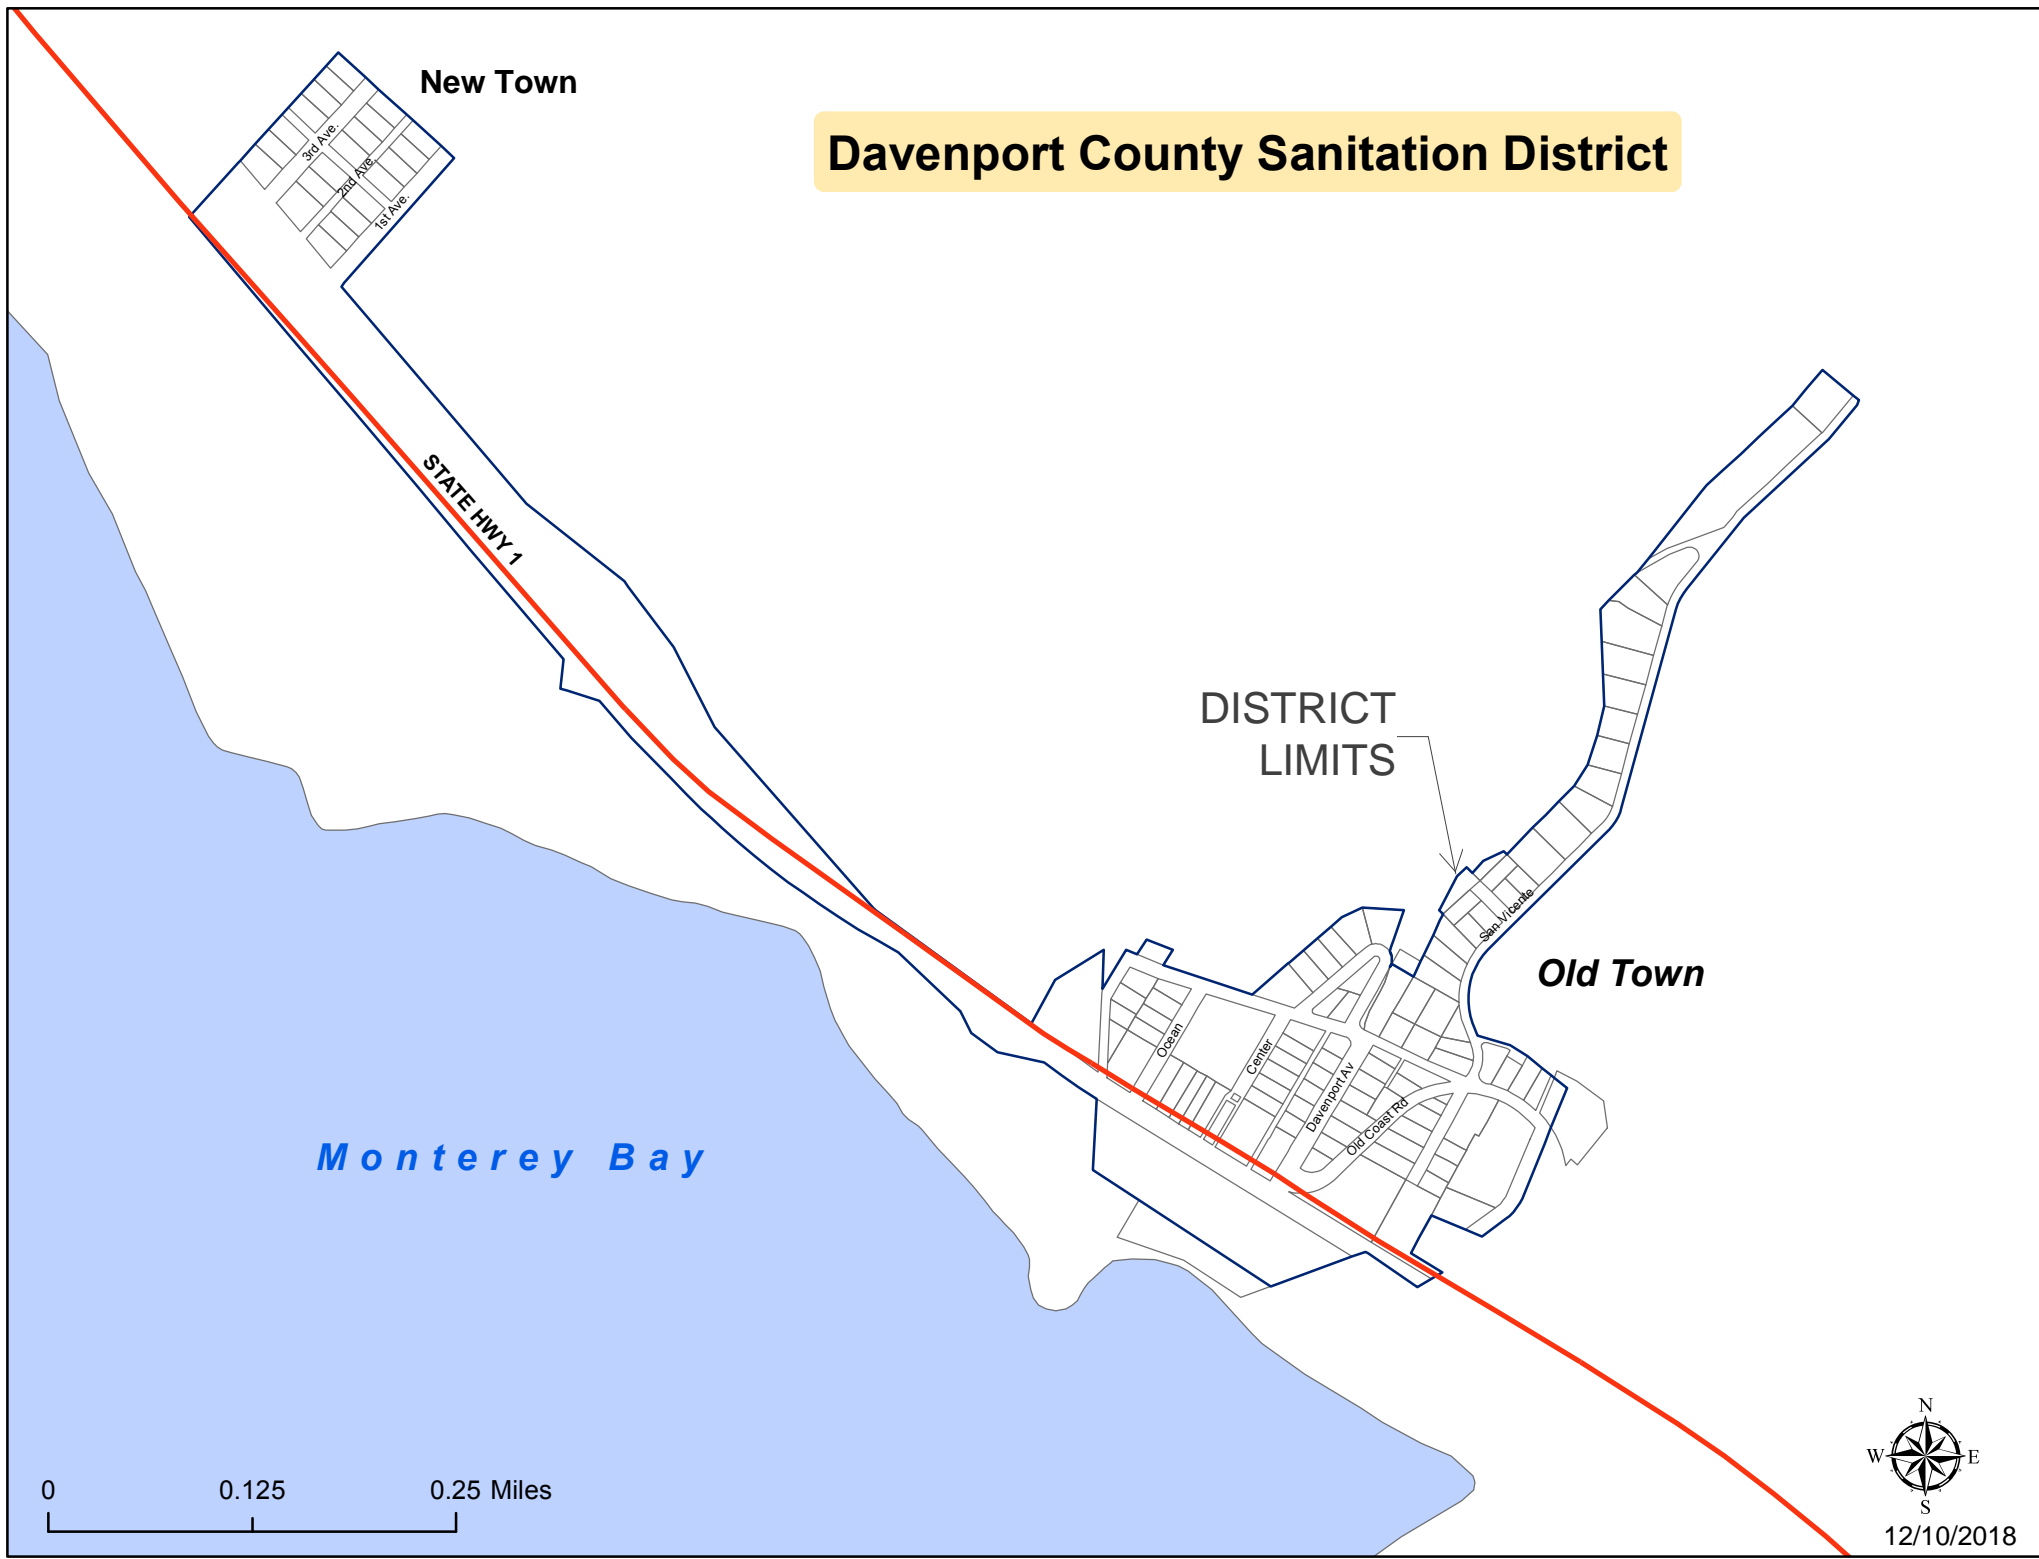 New Town
Davenport County Sanitation District
3rd Ave.
2nd Ave.
1st Ave.
STATE HWY 1
DISTRICT
LIMITS
San Vicente
Old Town
Ocean
Center
Davenport Av
Old Coast Rd
Monterey Bay
0 0.125 0.25 Miles
N
W E
S
12/10/2018